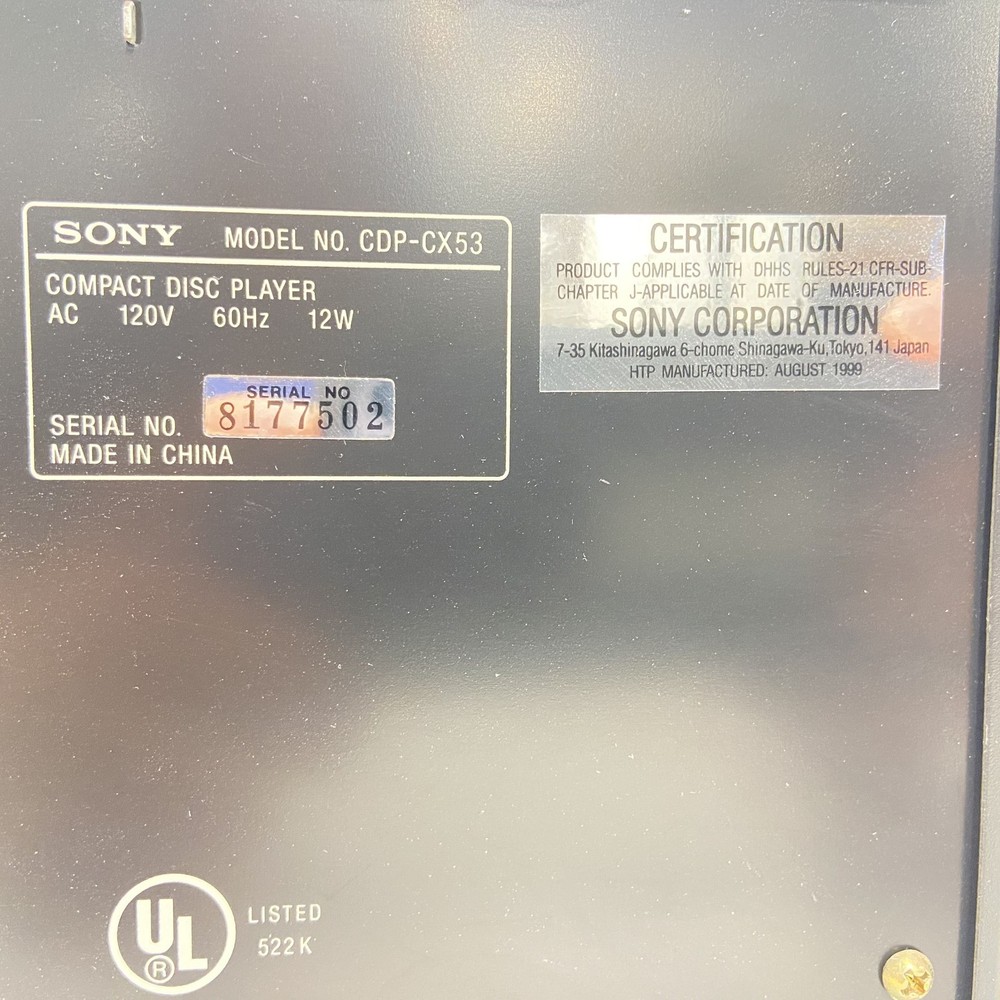 SONY MODEL NO. CDP-CX53
COMPACT DISC PLAYER
AC 120V 60Hz 12W
SERIAL NO
8177502
SERIAL NO.
MADE IN CHINA
CERTIFICATION
PRODUCT COMPLIES WITH DHHS RULES-21 CFR-SUB-
CHAPTER J-APPLICABLE AT DATE OF MANUFACTURE.
SONY CORPORATION
7-35 Kitashinagawa 6-chome Shinagawa-Ku,Tokyo,141 Japan
HTP MANUFACTURED: AUGUST 1999
UL ®
LISTED
522K